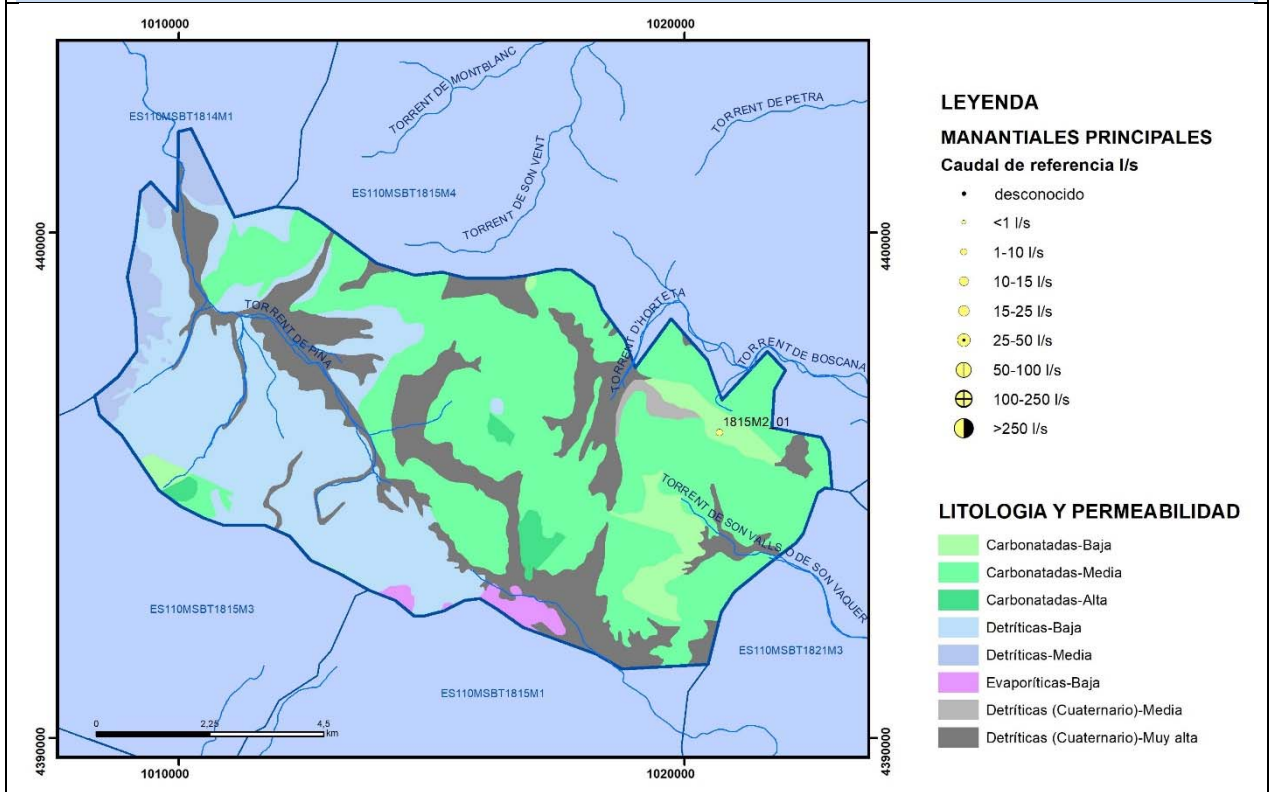 1010000
1020000
4400000
4400000
4390000
4390000
1010000
1020000
ES110MSBT1814M1
TORRENT DE MONTBLANC
TORRENT DE PETRA
TORRENT DE SON VENT
ES110MSBT1815M4
TORRENT DE PIÑA
TORRENT D'HORTETA
TORRENT DE BOSCANA
1815M2_01
TORRENT DE SON VALLS O DE SON VAQUER
ES110MSBT1815M3
ES110MSBT1821M3
ES110MSBT1815M1
0
2,25
4,5
km
LEYENDA
MANANTIALES PRINCIPALES
Caudal de referencia l/s
desconocido
<1 l/s
1-10 l/s
10-15 l/s
15-25 l/s
25-50 l/s
50-100 l/s
100-250 l/s
>250 l/s
LITOLOGIA Y PERMEABILIDAD
Carbonatadas-Baja
Carbonatadas-Media
Carbonatadas-Alta
Detríticas-Baja
Detríticas-Media
Evaporíticas-Baja
Detríticas (Cuaternario)-Media
Detríticas (Cuaternario)-Muy alta